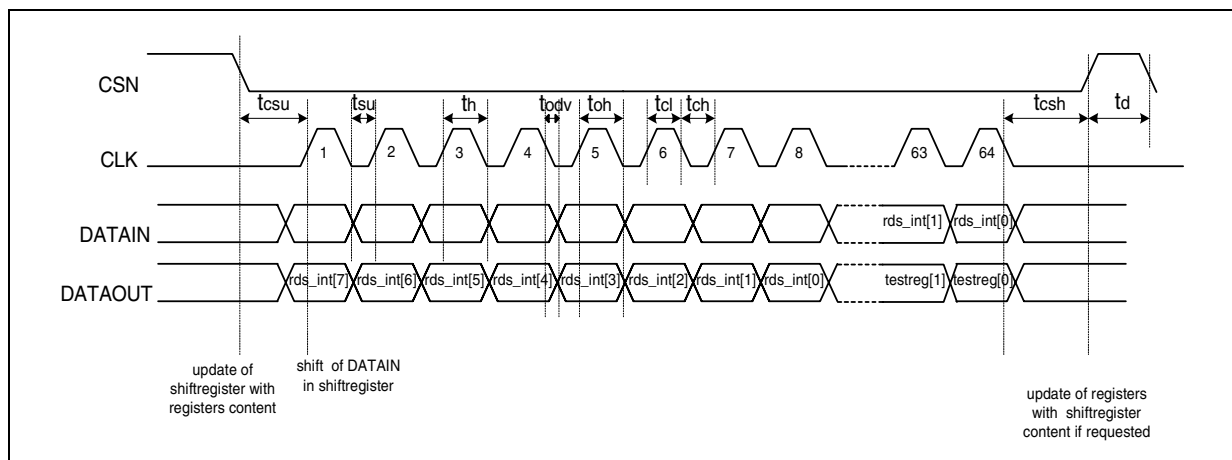 CSN
tcsu
tsu
th
todv
toh
tcl
tch
tcsh
td
CLK
1
2
3
4
5
6
7
8
63
64
DATAIN
rds_int[1]
rds_int[0]
DATAOUT
rds_int[7]
rds_int[6]
rds_int[5]
rds_int[4]
rds_int[3]
rds_int[2]
rds_int[1]
rds_int[0]
testreg[1]
testreg[0]
update of
shiftregister with
registers content
shift of DATAIN
in shiftregister
update of registers
with shiftregister
content if requested